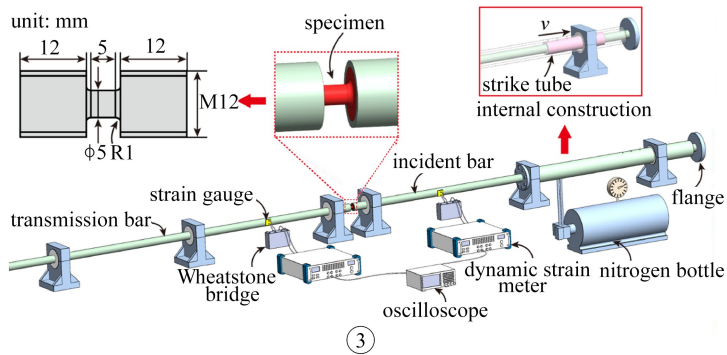 unit: mm
12
5
12
M12
ϕ5
R1
specimen
v
strike tube
internal construction
incident bar
flange
strain gauge
transmission bar
Wheatstone
bridge
dynamic strain
meter
nitrogen bottle
oscilloscope
3